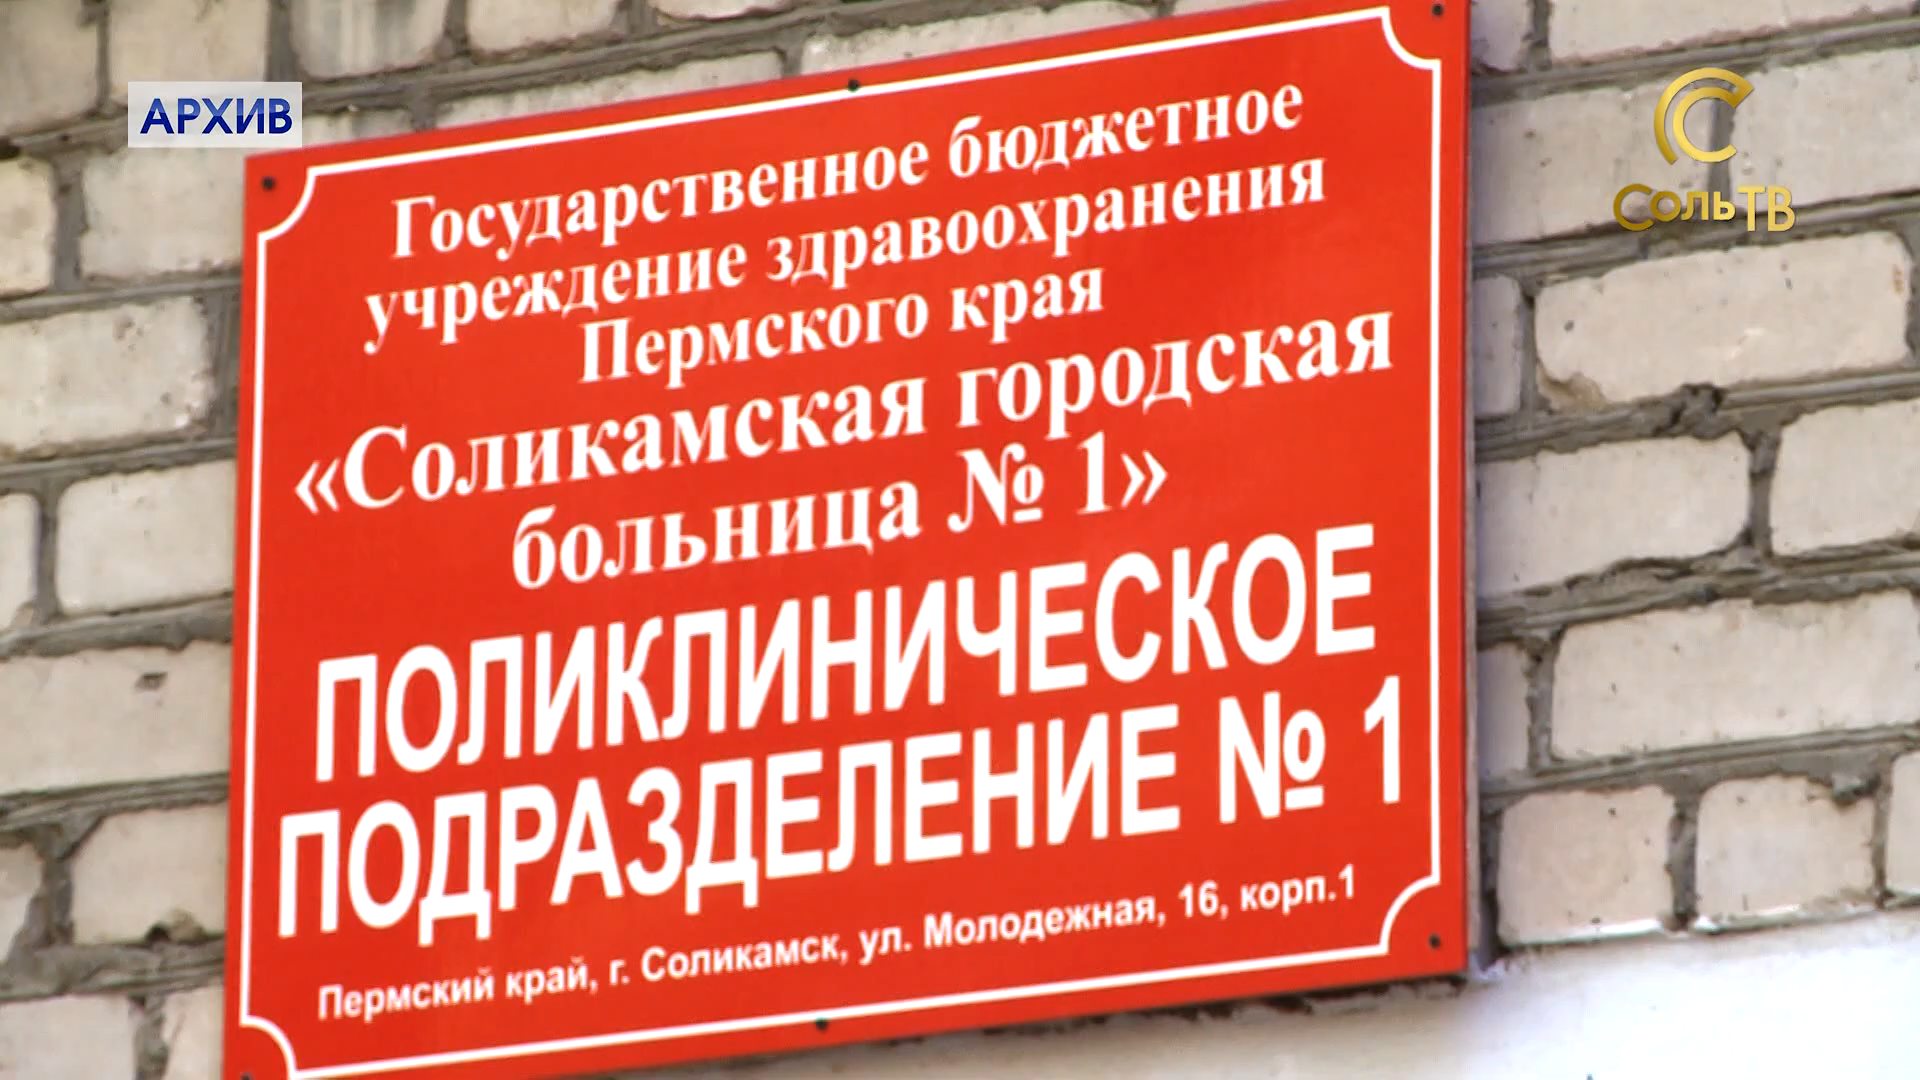 АРХИВ
СОЛЬТВ
Государственное бюджетное
учреждение здравоохранения
Пермского края
«Соликамская городская
больница № 1»
ПОЛИКЛИНИЧЕСКОЕ
ПОДРАЗДЕЛЕНИЕ № 1
Пермский край, г. Соликамск, ул. Молодежная, 16, корп.1